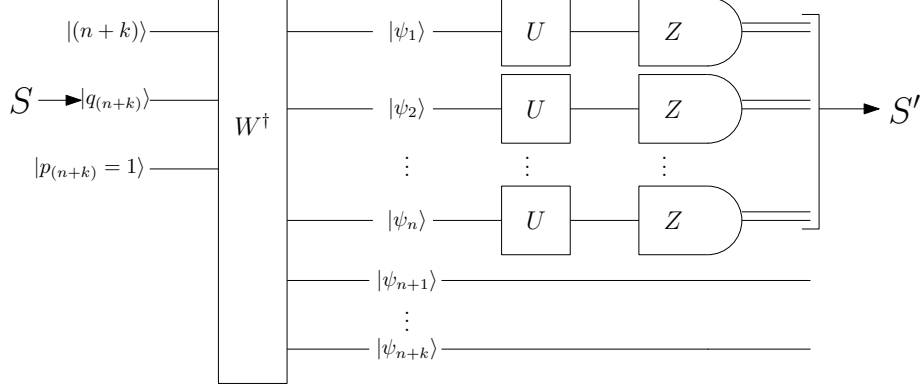 |(n + k)⟩
|ψ₁⟩ U Z
S |q₍ₙ₊ₖ₎⟩
W† |ψ₂⟩ U Z S′
|p₍ₙ₊ₖ₎ = 1⟩
⋮ ⋮ ⋮
|ψₙ⟩ U Z
|ψₙ₊₁⟩
⋮
|ψₙ₊ₖ⟩